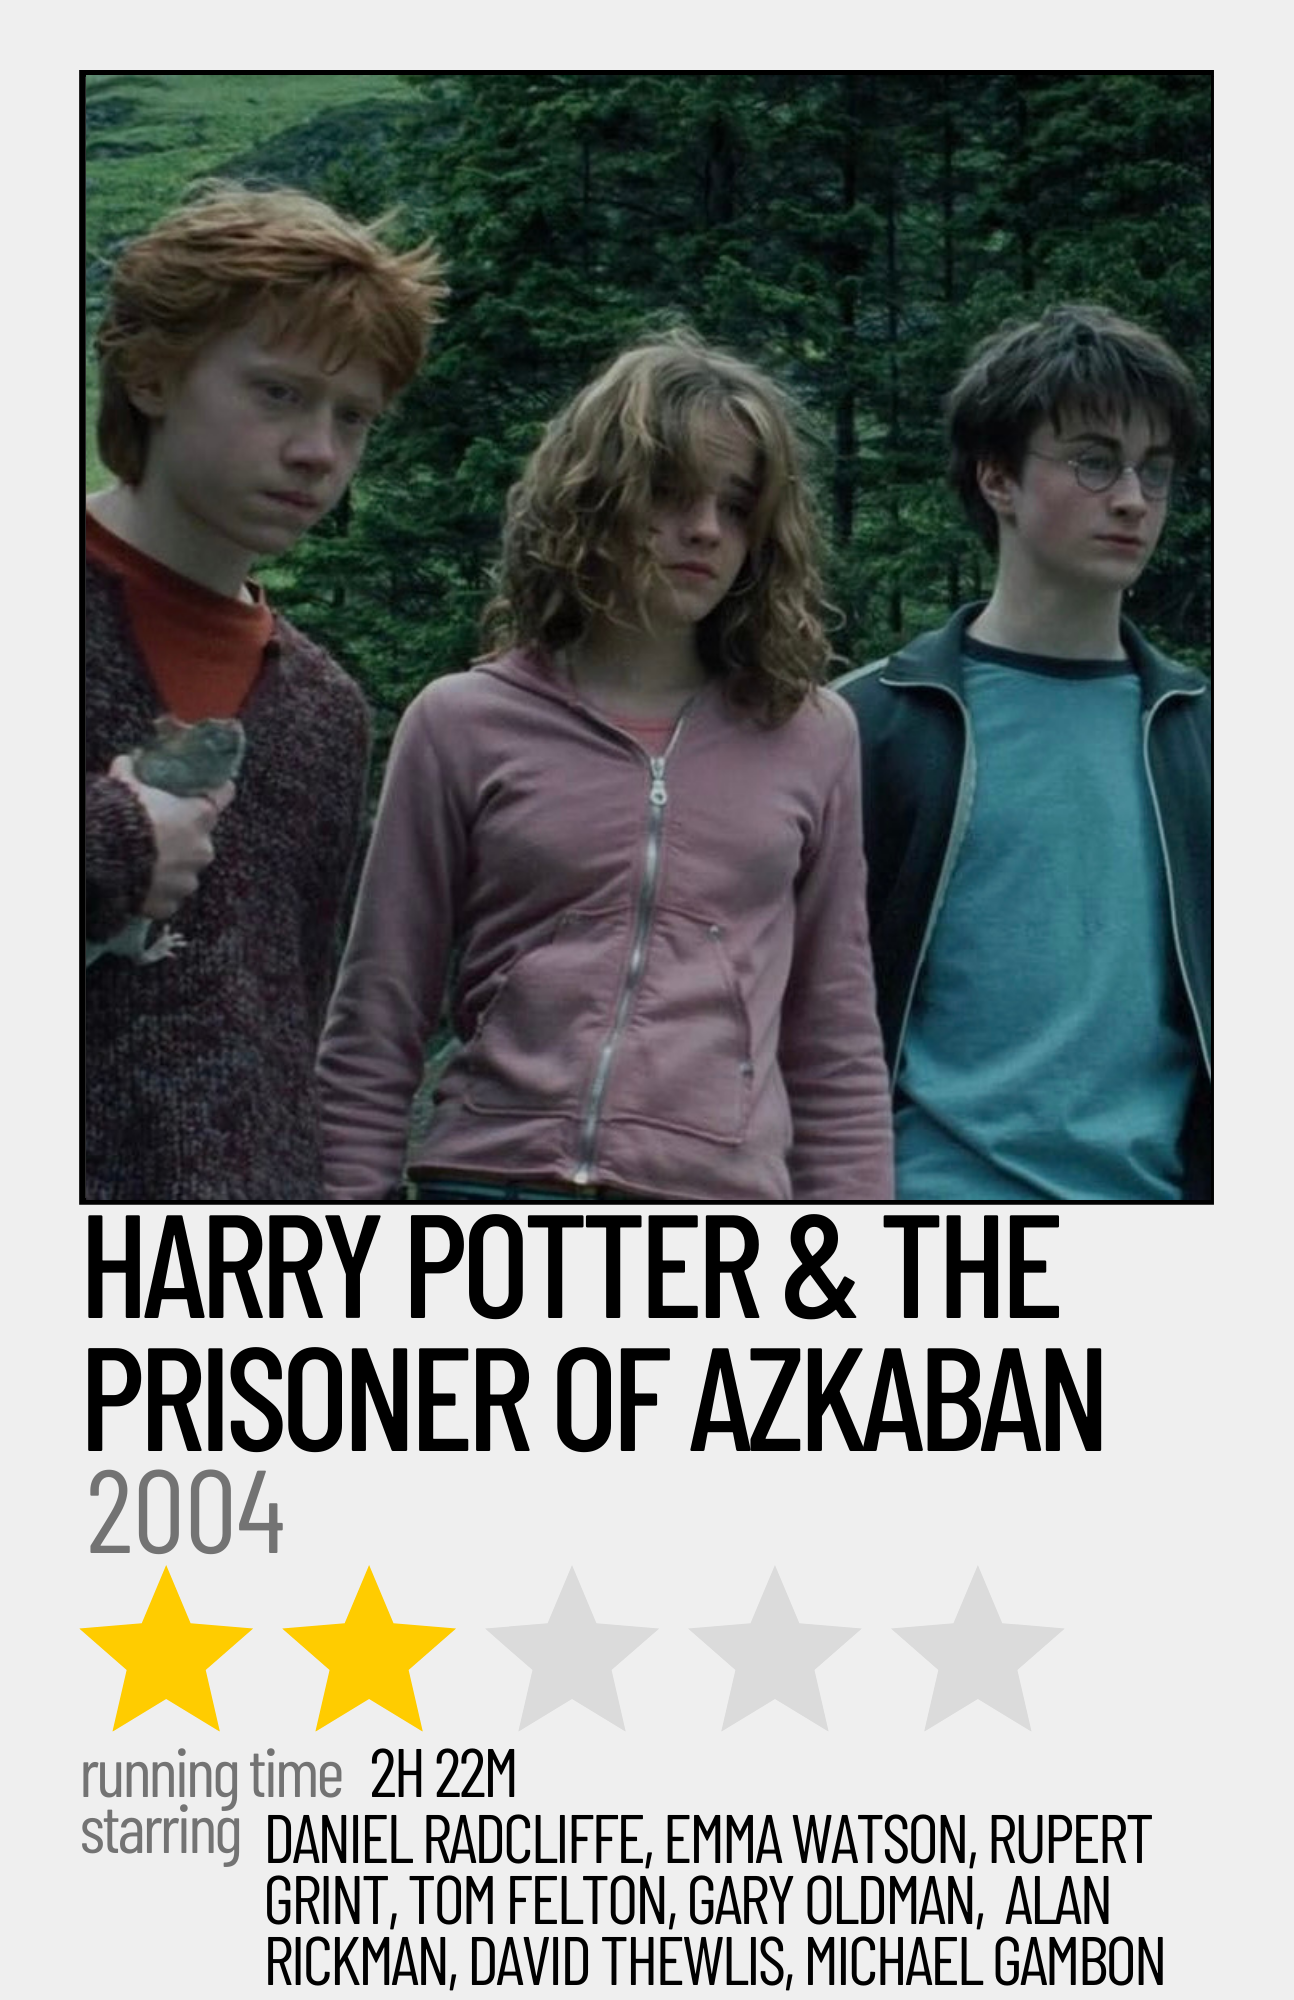 HARRY POTTER & THE
PRISONER OF AZKABAN
2004
running time 2H 22M
starring DANIEL RADCLIFFE, EMMA WATSON, RUPERT
GRINT, TOM FELTON, GARY OLDMAN, ALAN
RICKMAN, DAVID THEWLIS, MICHAEL GAMBON